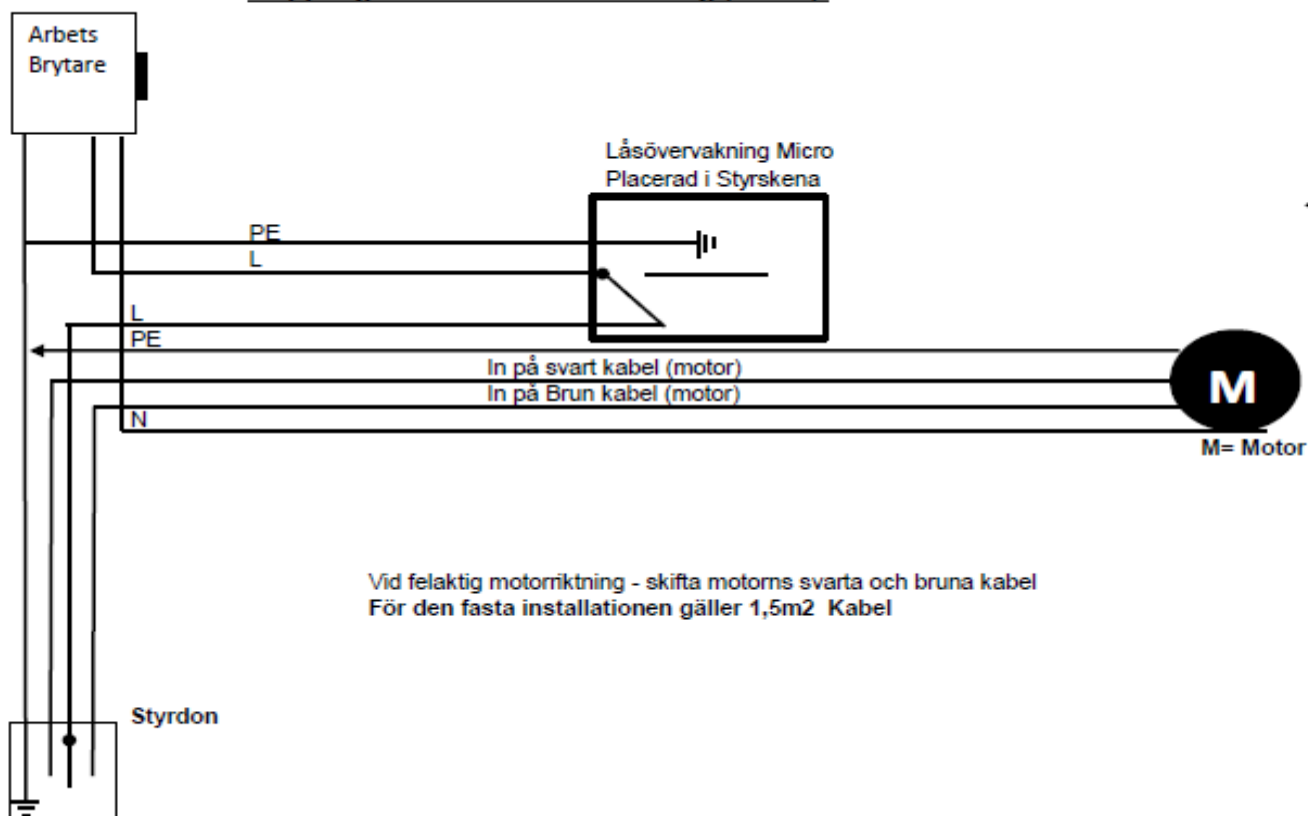 Arbets
Brytare
Låsövervakning Micro
Placerad i Styrskena
PE
L
L
PE
In på svart kabel (motor)
In på Brun kabel (motor)
N
M
M= Motor
Vid felaktig motorriktning - skifta motorns svarta och bruna kabel
För den fasta installationen gäller 1,5m2 Kabel
Styrdon